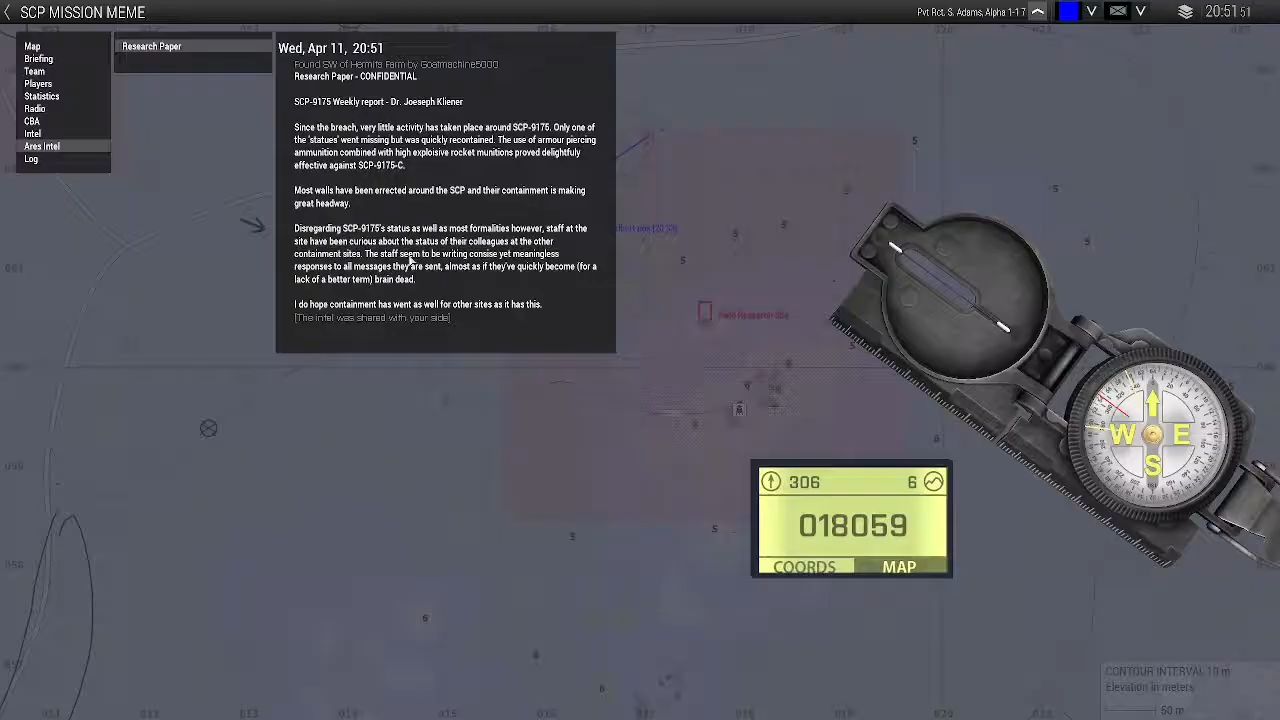 SCP MISSION MEME
Pvt Rct. S. Adams, Alpha 1-1 7
20:51 51
Map
Briefing
Team
Players
Statistics
Radio
CBA
Intel
Ares Intel
Log
Research Paper
Wed, Apr 11, 20:51
Found SW of Hermits Farm by Goatmachine5000
Research Paper - CONFIDENTIAL
SCP-9175 Weekly report - Dr. Joeseph Kliener
Since the breach, very little activity has taken place around SCP-9175. Only one of
the 'statues' went missing but was quickly recontained. The use of armour piercing
ammunition combined with high exploisive rocket munitions proved delightfully
effective against SCP-9175-C.
Most walls have been errected around the SCP and their containment is making
great headway.
Disregarding SCP-9175's status as well as most formalities however, staff at the
site have been curious about the status of their colleagues at the other
containment sites. The staff seem to be writing consise yet meaningless
responses to all messages they are sent, almost as if they've quickly become (for a
lack of a better term) brain dead.
I do hope containment has went as well for other sites as it has this.
[The intel was shared with your side]
Field Research Site
W E
S
306 6
018059
COORDS MAP
CONTOUR INTERVAL 10 m
Elevation in meters
50 m